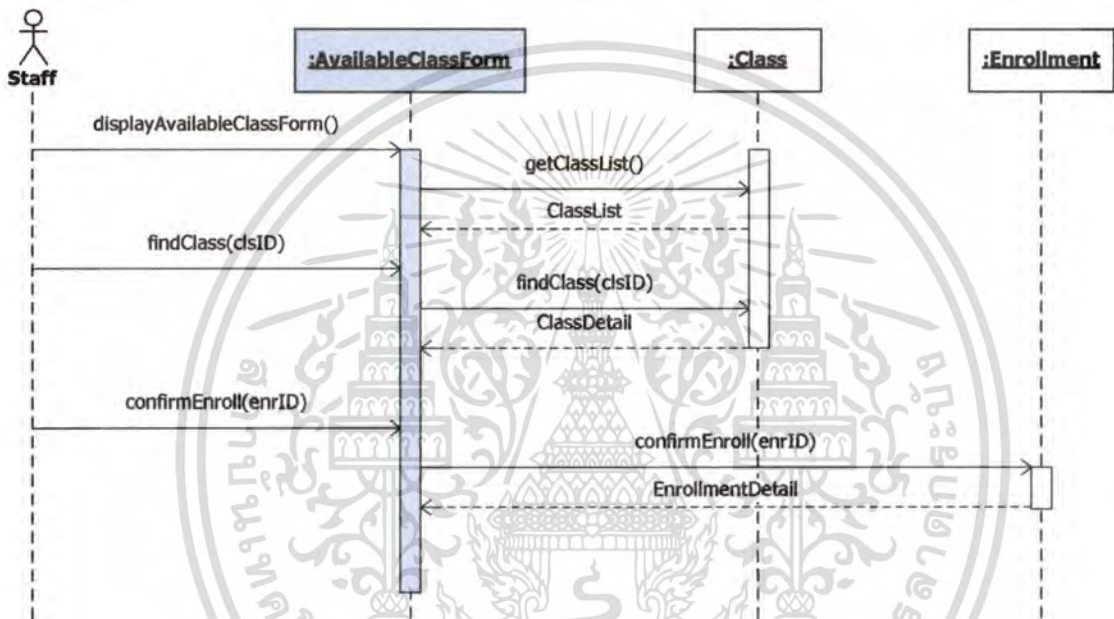 Staff
:AvailableClassForm
:Class
:Enrollment
displayAvailableClassForm()
getClassList()
ClassList
findClass(clsID)
findClass(clsID)
ClassDetail
confirmEnroll(enrID)
confirmEnroll(enrID)
EnrollmentDetail